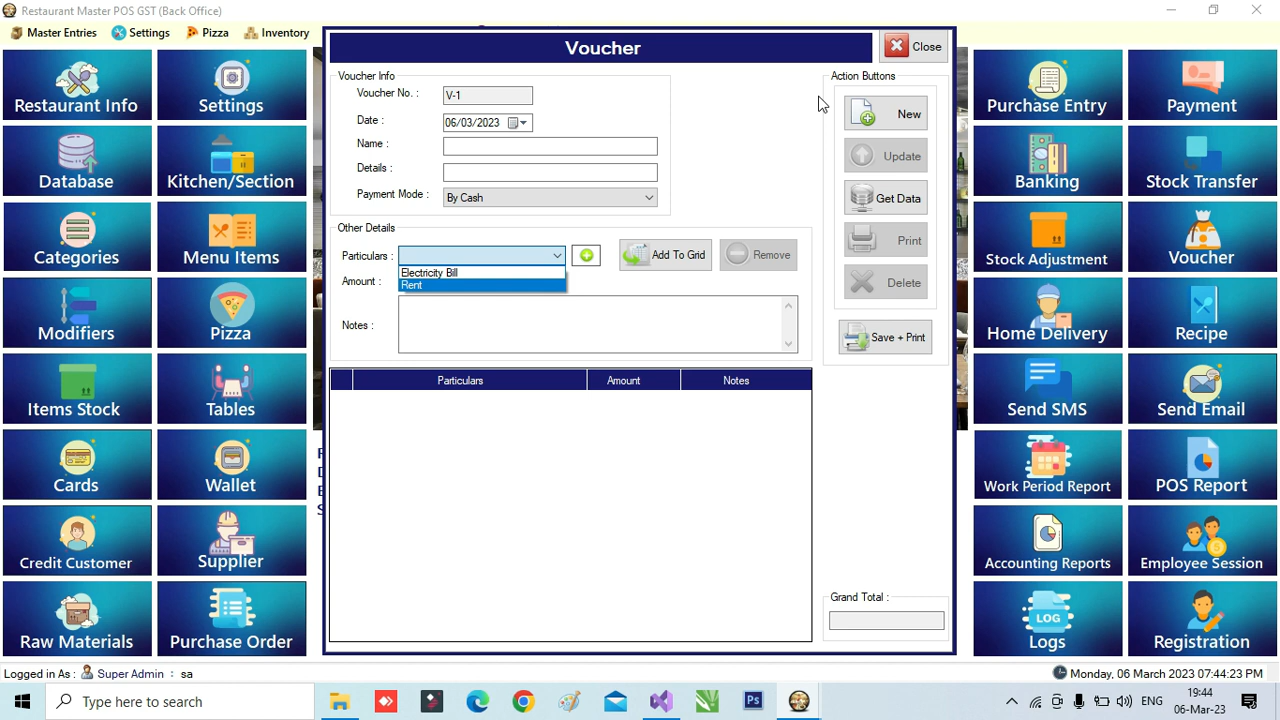 Restaurant Master POS GST (Back Office)
Master Entries Settings Pizza Inventory
Voucher
Close
Restaurant Info
Settings
Database
Kitchen/Section
Categories
Menu Items
Modifiers
Pizza
Items Stock
Tables
Cards
Wallet
Credit Customer
Supplier
Raw Materials
Purchase Order
Voucher Info
Voucher No. : V-1
Date : 06/03/2023
Name :
Details :
Payment Mode : By Cash
Other Details
Particulars :
Electricity Bill
Rent
Add To Grid
Remove
Amount :
Notes :
Particulars Amount Notes
Action Buttons
New
Update
Get Data
Print
Delete
Save + Print
Grand Total :
Purchase Entry
Payment
Banking
Stock Transfer
Stock Adjustment
Voucher
Home Delivery
Recipe
Send SMS
Send Email
Work Period Report
POS Report
Accounting Reports
Employee Session
LOG
Logs
Registration
Logged in As : Super Admin : sa
Monday, 06 March 2023 07:44:23 PM
Type here to search
Ps
ENG
19:44
06-Mar-23